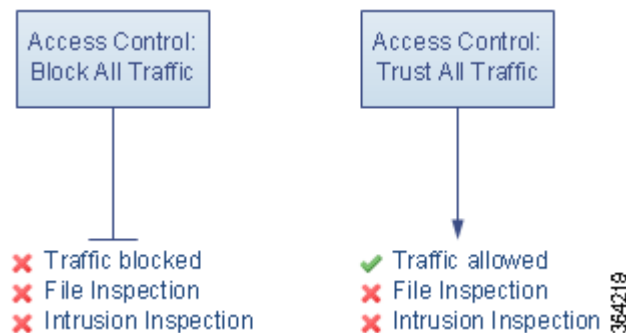 Access Control:
Block All Traffic
Traffic blocked
File Inspection
Intrusion Inspection
Access Control:
Trust All Traffic
Traffic allowed
File Inspection
Intrusion Inspection
364219